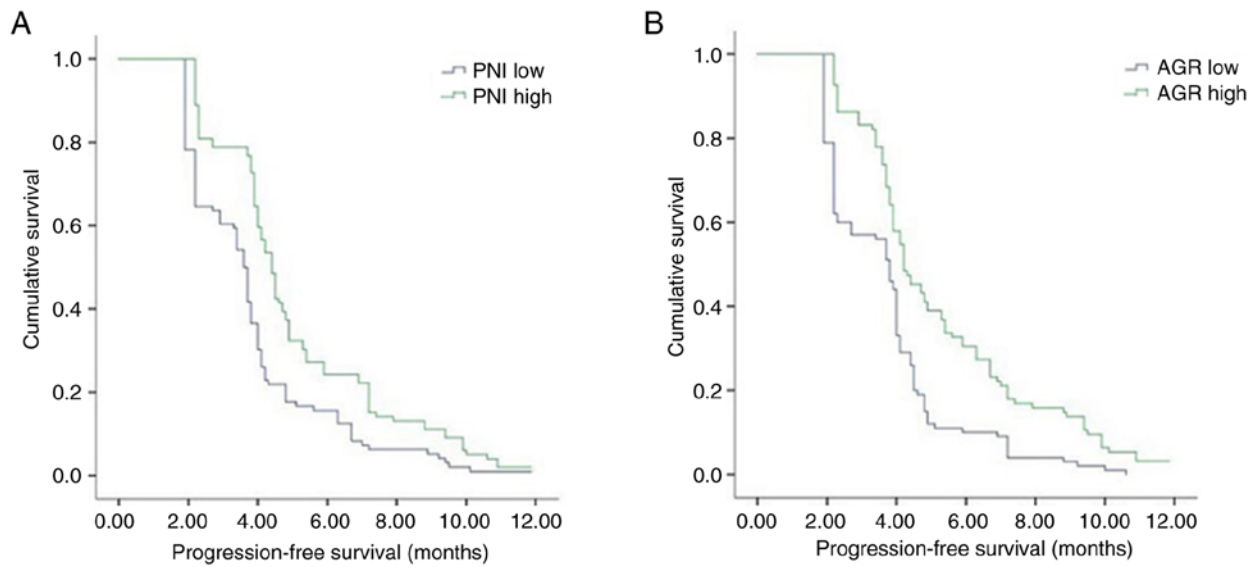 A
PNI low
PNI high
1.0
0.8
0.6
0.4
0.2
0.0
Cumulative survival
0.00 2.00 4.00 6.00 8.00 10.00 12.00
Progression-free survival (months)
B
AGR low
AGR high
1.0
0.8
0.6
0.4
0.2
0.0
Cumulative survival
0.00 2.00 4.00 6.00 8.00 10.00 12.00
Progression-free survival (months)